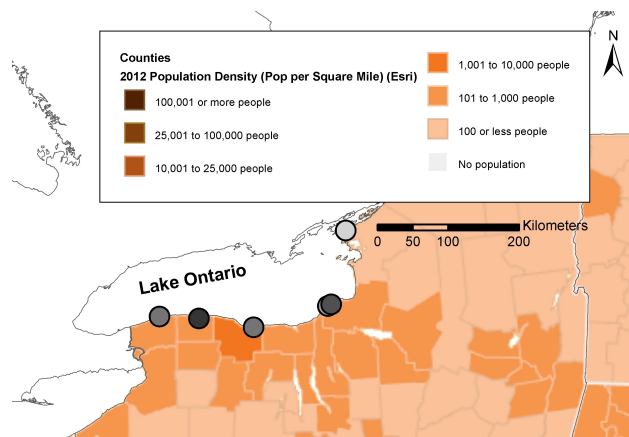 Counties
2012 Population Density (Pop per Square Mile) (Esri)
100,001 or more people
25,001 to 100,000 people
10,001 to 25,000 people
1,001 to 10,000 people
101 to 1,000 people
100 or less people
No population
N
Kilometers
0 50 100 200
Lake Ontario